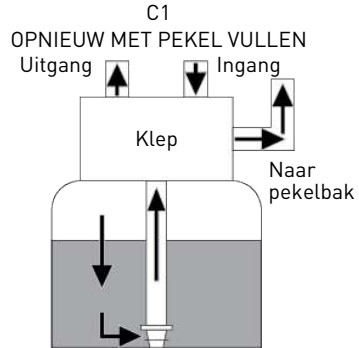 C1
OPNIEUW MET PEKEL VULLEN
Uitgang Ingang
Klep
Naar
pekelbak